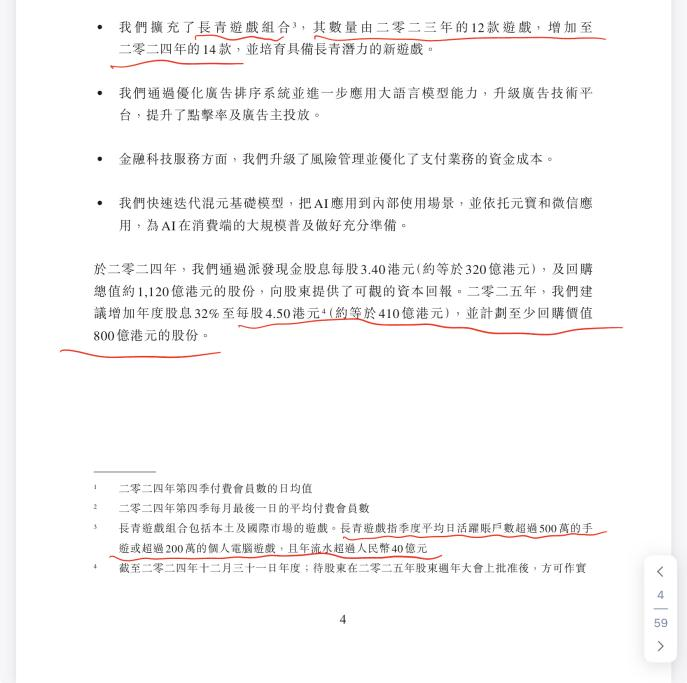 • 我們擴充了長青遊戲組合³，其數量由二零二三年的12款遊戲，增加至
二零二四年的14款，並培育具備長青潛力的新遊戲。
• 我們通過優化廣告排序系統並進一步應用大語言模型能力，升級廣告技術平
台，提升了點擊率及廣告主投放。
• 金融科技服務方面，我們升級了風險管理並優化了支付業務的資金成本。
• 我們快速迭代混元基礎模型，把AI應用到內部使用場景，並依托元寶和微信應
用，為AI在消費端的大規模普及做好充分準備。
於二零二四年，我們通過派發現金股息每股3.40港元(約等於320億港元)，及回購
總值約1,120億港元的股份，向股東提供了可觀的資本回報。二零二五年，我們建
議增加年度股息32%至每股4.50港元⁴(約等於410億港元)，並計劃至少回購價值
800億港元的股份。
¹ 二零二四年第四季付費會員數的日均值
² 二零二四年第四季每月最後一日的平均付費會員數
³ 長青遊戲組合包括本土及國際市場的遊戲。長青遊戲指季度平均日活躍賬戶數超過500萬的手
遊或超過200萬的個人電腦遊戲，且年流水超過人民幣40億元
⁴ 截至二零二四年十二月三十一日年度；待股東在二零二五年股東週年大會上批准後，方可作實
4
4
59